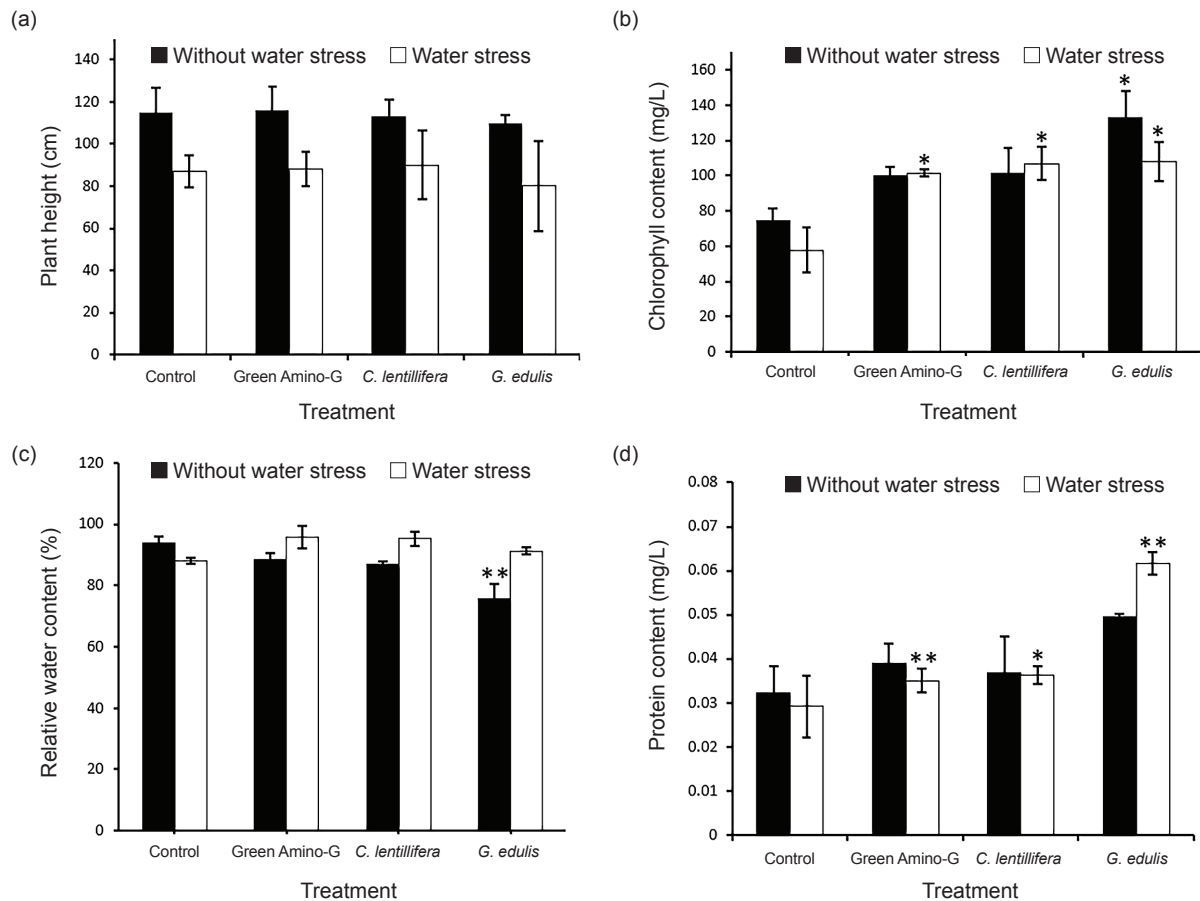 (a)
Without water stress Water stress
Plant height (cm)
140
120
100
80
60
40
20
0
Control Green Amino-G C. lentillifera G. edulis
Treatment
(b)
Without water stress Water stress
Chlorophyll content (mg/L)
160
140
120
100
80
60
40
20
0
* * * *
Control Green Amino-G C. lentillifera G. edulis
Treatment
(c)
Without water stress Water stress
Relative water content (%)
120
100
80
60
40
20
0
**
Control Green Amino-G C. lentillifera G. edulis
Treatment
(d)
Without water stress Water stress
Protein content (mg/L)
0.08
0.07
0.06
0.05
0.04
0.03
0.02
0.01
0
** * **
Control Green Amino-G C. lentillifera G. edulis
Treatment